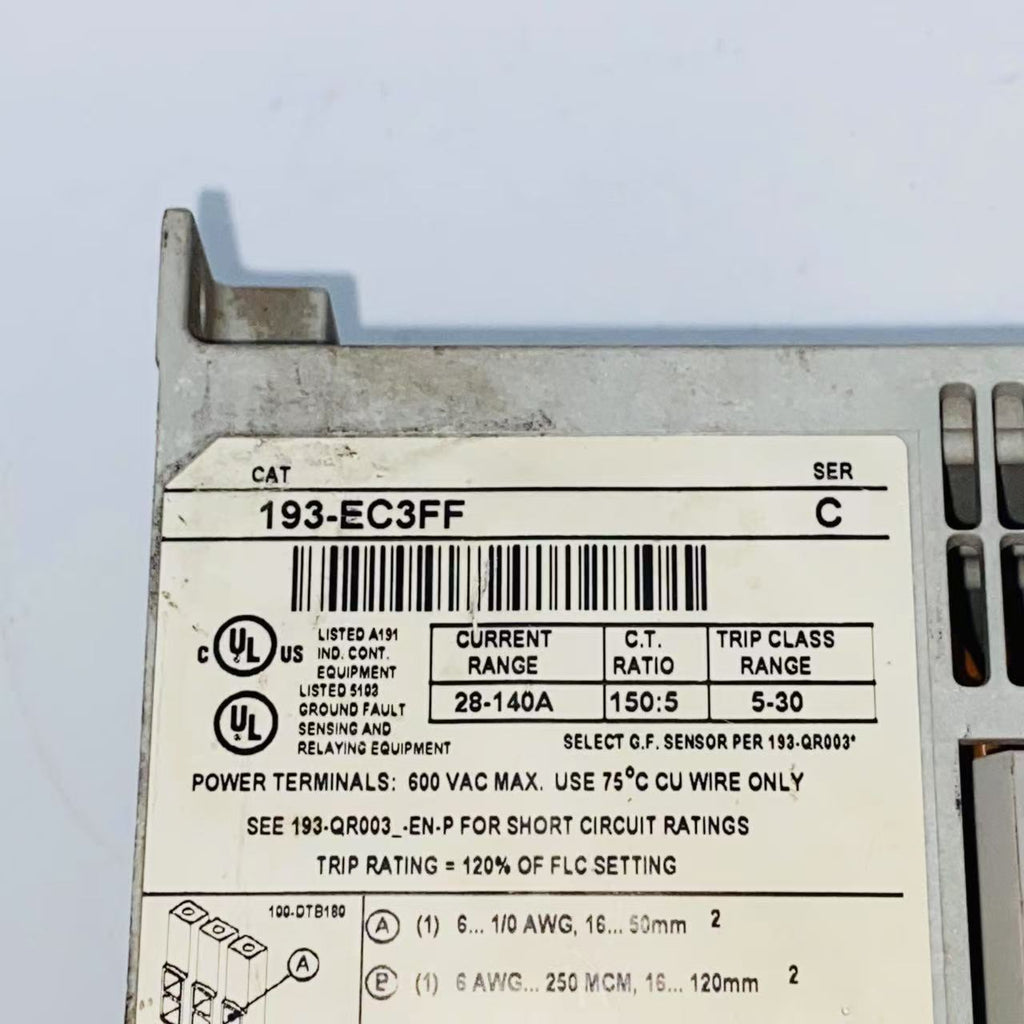 CAT SER
193-EC3FF C
C UL US
LISTED A191
IND. CONT.
EQUIPMENT
UL
LISTED 5103
GROUND FAULT
SENSING AND
RELAYING EQUIPMENT
CURRENT RANGE C.T. RATIO TRIP CLASS RANGE
28-140A 150:5 5-30
SELECT G.F. SENSOR PER 193-QR003*
POWER TERMINALS: 600 VAC MAX. USE 75°C CU WIRE ONLY
SEE 193-QR003_-EN-P FOR SHORT CIRCUIT RATINGS
TRIP RATING = 120% OF FLC SETTING
100-DTB180
A
A (1) 6... 1/0 AWG, 16... 50mm 2
B (1) 6 AWG... 250 MCM, 16... 120mm 2